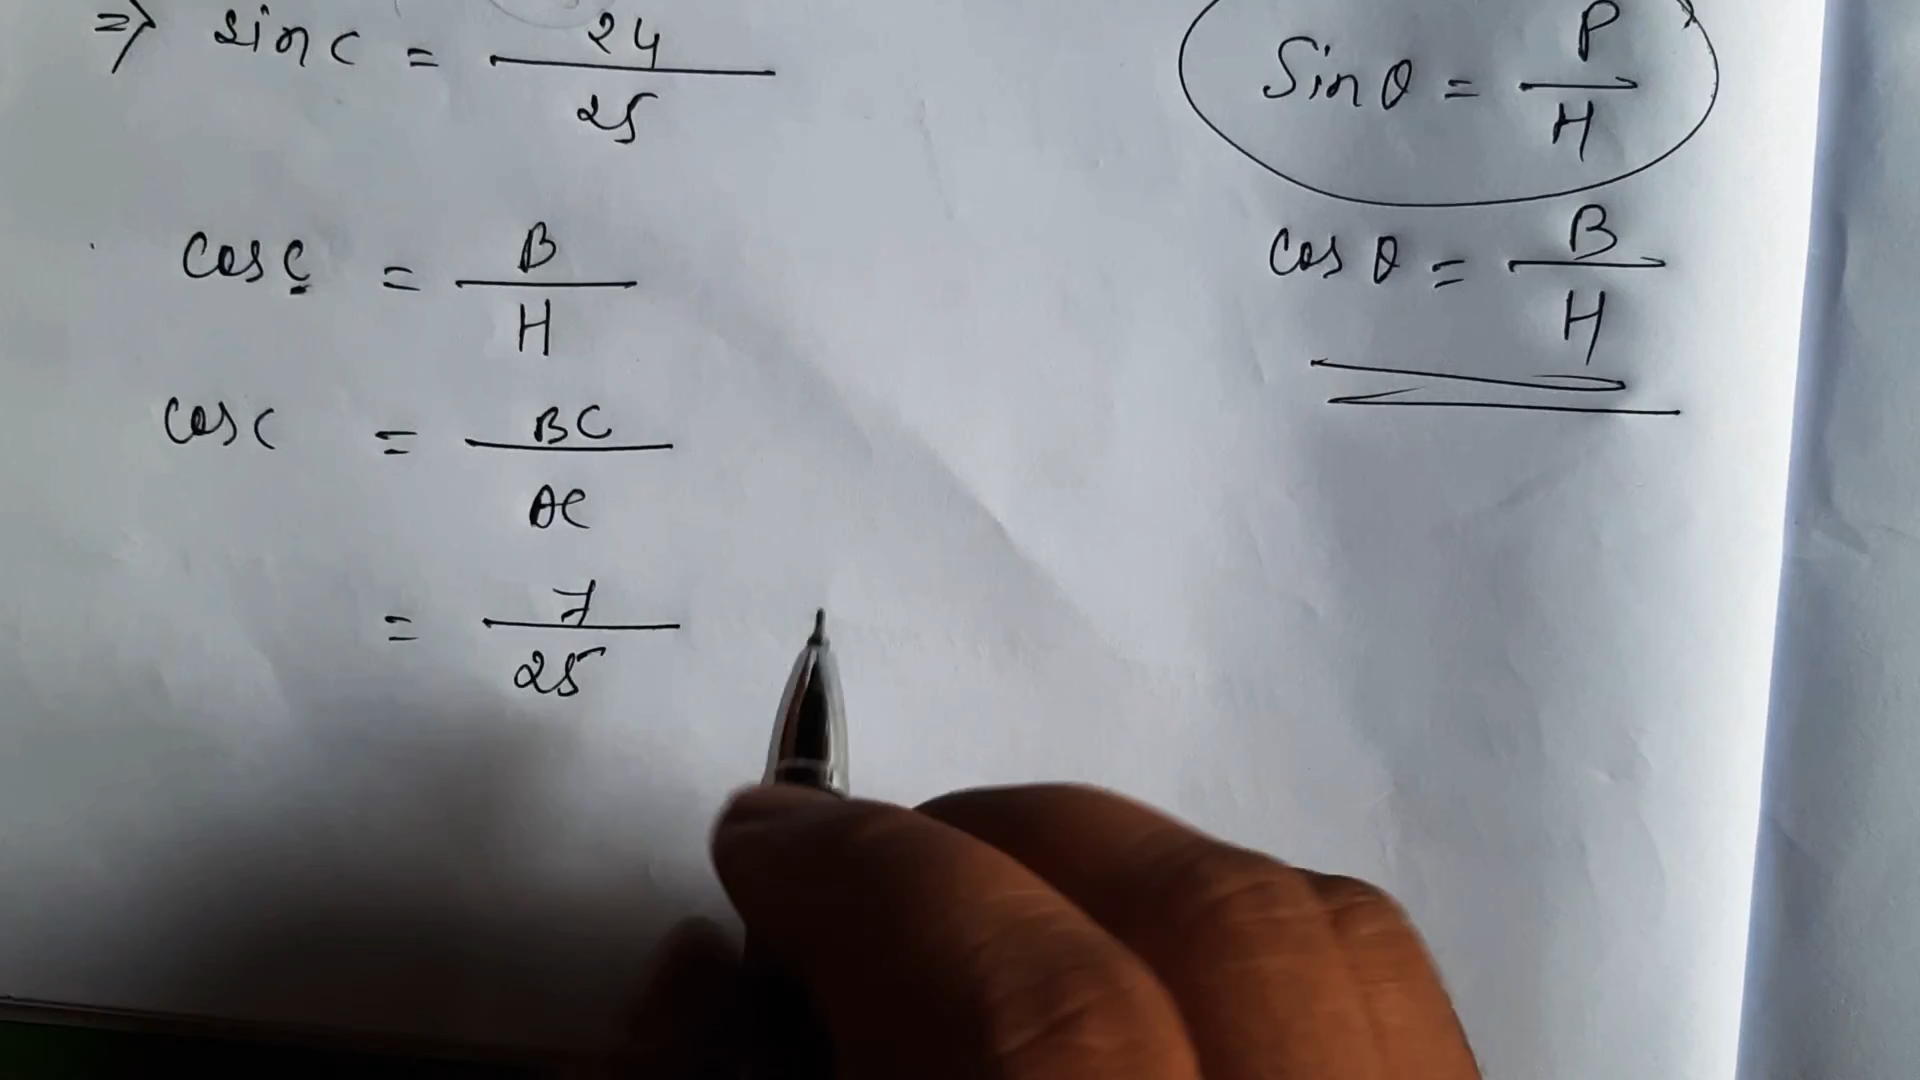 ⇒ sin C = 24/25
Sin θ = P/H
cos C = B/H
cos θ = B/H
cos C = BC/AC
= 7/25